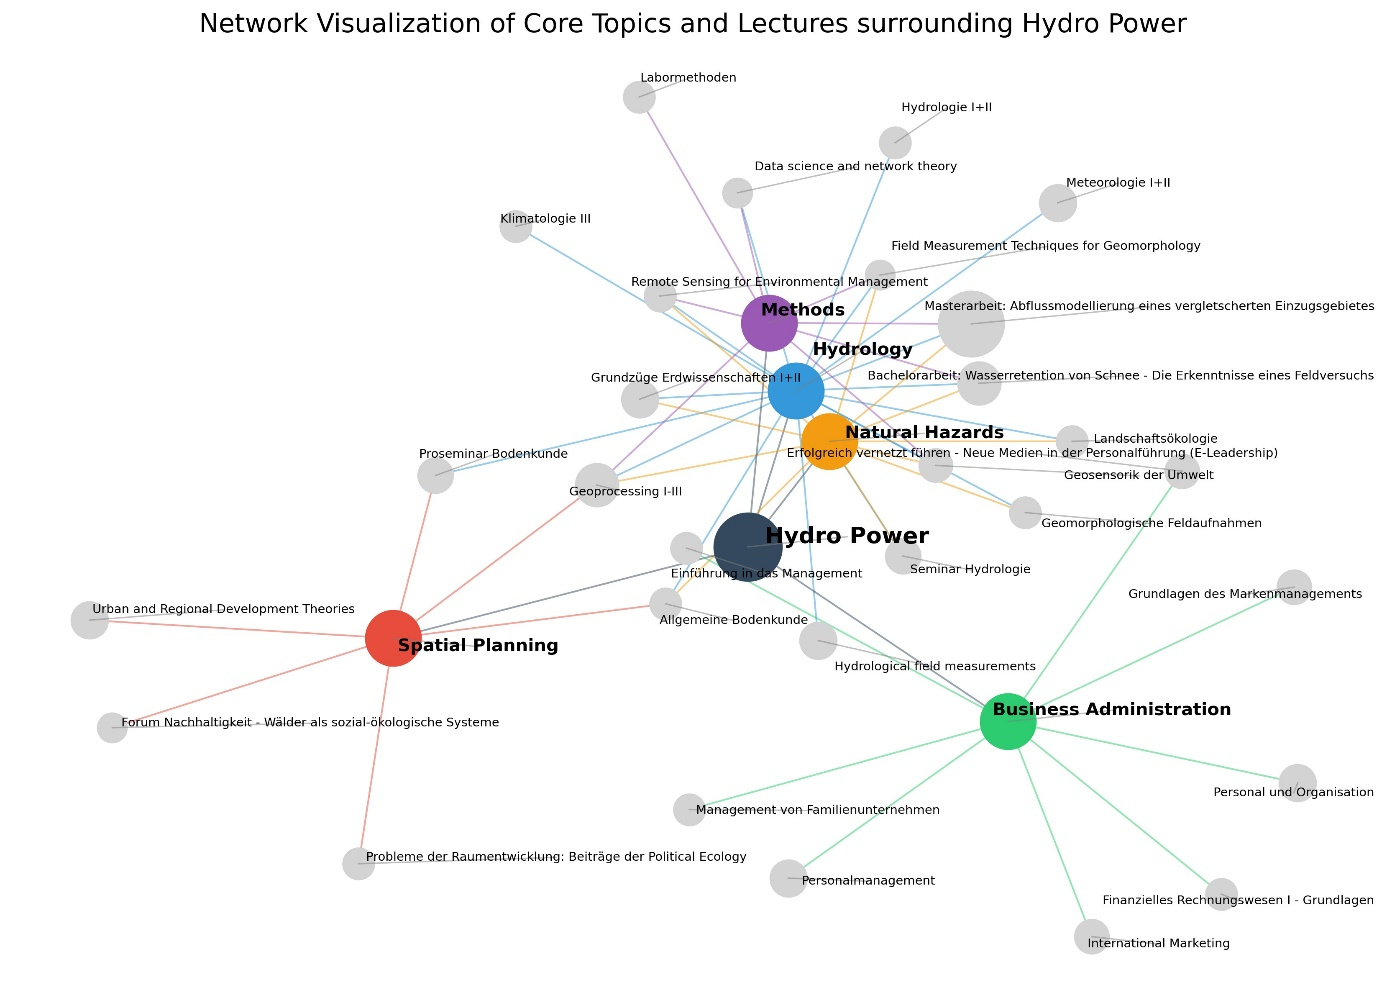 Network Visualization of Core Topics and Lectures surrounding Hydro Power
Labormethoden
Hydrologie I+II
Data science and network theory
Meteorologie I+II
Klimatologie III
Field Measurement Techniques for Geomorphology
Remote Sensing for Environmental Management
Masterarbeit: Abflussmodellierung eines vergletscherten Einzugsgebietes
Methods
Hydrology
Grundzüge Erdwissenschaften I+II
Bachelorarbeit: Wasserretention von Schnee - Die Erkenntnisse eines Feldversuchs
Natural Hazards
Landschaftsökologie
Proseminar Bodenkunde
Erfolgreich vernetzt führen - Neue Medien in der Personalführung (E-Leadership)
Geosensorik der Umwelt
Geoprocessing I-III
Geomorphologische Feldaufnahmen
Hydro Power
Seminar Hydrologie
Einführung in das Management
Grundlagen des Markenmanagements
Urban and Regional Development Theories
Allgemeine Bodenkunde
Spatial Planning
Hydrological field measurements
Business Administration
Forum Nachhaltigkeit - Wälder als sozial-ökologische Systeme
Personal und Organisation
Management von Familienunternehmen
Probleme der Raumentwicklung: Beiträge der Political Ecology
Personalmanagement
Finanzielles Rechnungswesen I - Grundlagen
International Marketing